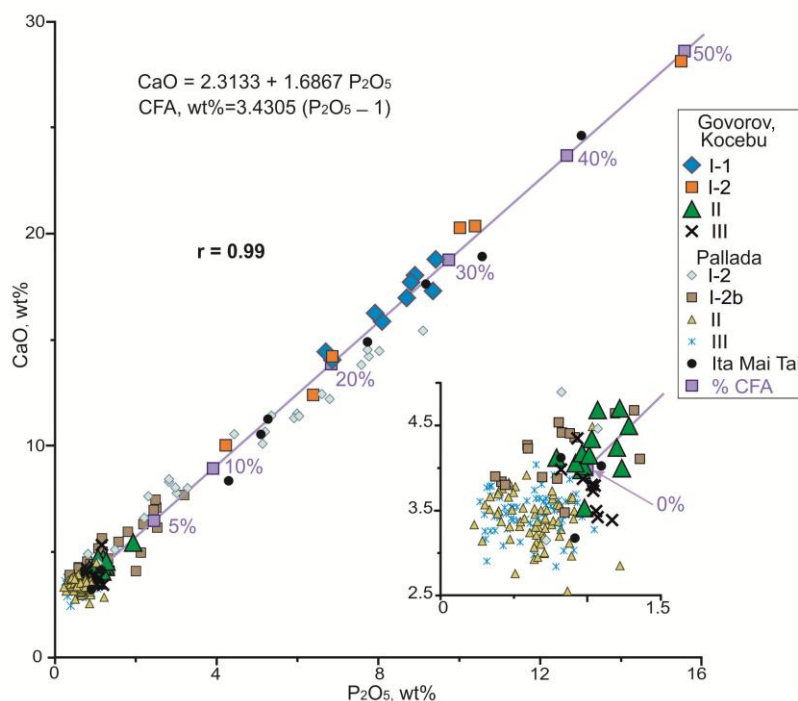 30
CaO = 2.3133 + 1.6867 P₂O₅
CFA, wt%=3.4305 (P₂O₅ – 1)
50%
Govorov,
Kocebu
I-1
I-2
II
III
Pallada
I-2
I-2b
II
III
Ita Mai Tai
% CFA
40%
20
r = 0.99
30%
CaO, wt%
20%
10
10%
5%
4.5
3.5
2.5
0%
0
1.5
0
0
4
8
12
16
P₂O₅, wt%